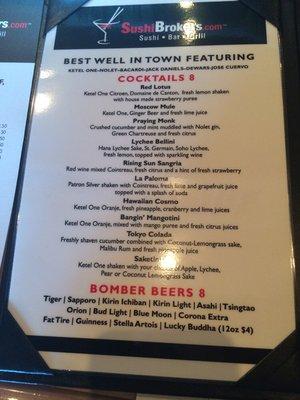 SushiBrokers.com
Sushi • Bar • Grill
BEST WELL IN TOWN FEATURING
KETEL ONE-NOLET-BACARDI-JACK DANIELS-DEWARS-JOSE CUERVO
COCKTAILS 8
Red Lotus
Ketel One Citroen, Domaine de Canton, fresh lemon shaken
with house made strawberry puree
Moscow Mule
Ketel One, Ginger Beer and fresh lime juice
Praying Monk
Crushed cucumber and mint muddled with Nolet gin,
Green Chartreuse and fresh citrus
Lychee Bellini
Hana Lychee Sake, St. Germain, Soho Lychee,
fresh lemon, topped with sparkling wine
Rising Sun Sangria
Red wine mixed Cointreau, fresh citrus and a hint of fresh strawberry
La Paloma
Patron Silver shaken with Cointreau, fresh lime and grapefruit juice
topped with a splash of soda
Hawaiian Cosmo
Ketel One Oranje, fresh pineapple, cranberry and lime juices
Bangin' Mangotini
Ketel One Oranje, mixed with mango puree and fresh citrus juices
Tokyo Colada
Freshly shaven cucumber combined with Coconut-Lemongrass sake,
Malibu Rum and fresh pineapple juice
Ketel One shaken with your choice of Apple, Lychee,
Pear or Coconut Lemongrass Sake
BOMBER BEERS 8
Tiger | Sapporo | Kirin Ichiban | Kirin Light | Asahi | Tsingtao
Orion | Bud Light | Blue Moon | Corona Extra
Fat Tire | Guinness | Stella Artois | Lucky Buddha (12oz $4)